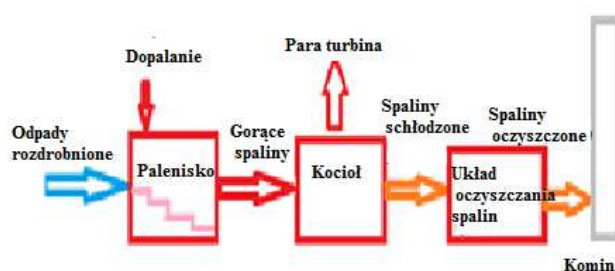 Para turbina
Dopalanie
Odpady
rozdrobnione
Palenisko
Gorące
spaliny
Kocioł
Spaliny
schłodzone
Układ
oczyszczania
spalin
Spaliny
oczyszczone
Komin